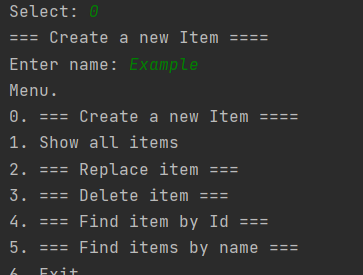 Select: 0
=== Create a new Item ====
Enter name: Example
Menu.
0. === Create a new Item ====
1. Show all items
2. === Replace item ===
3. === Delete item ===
4. === Find item by Id ===
5. === Find items by name ===
6. Exit